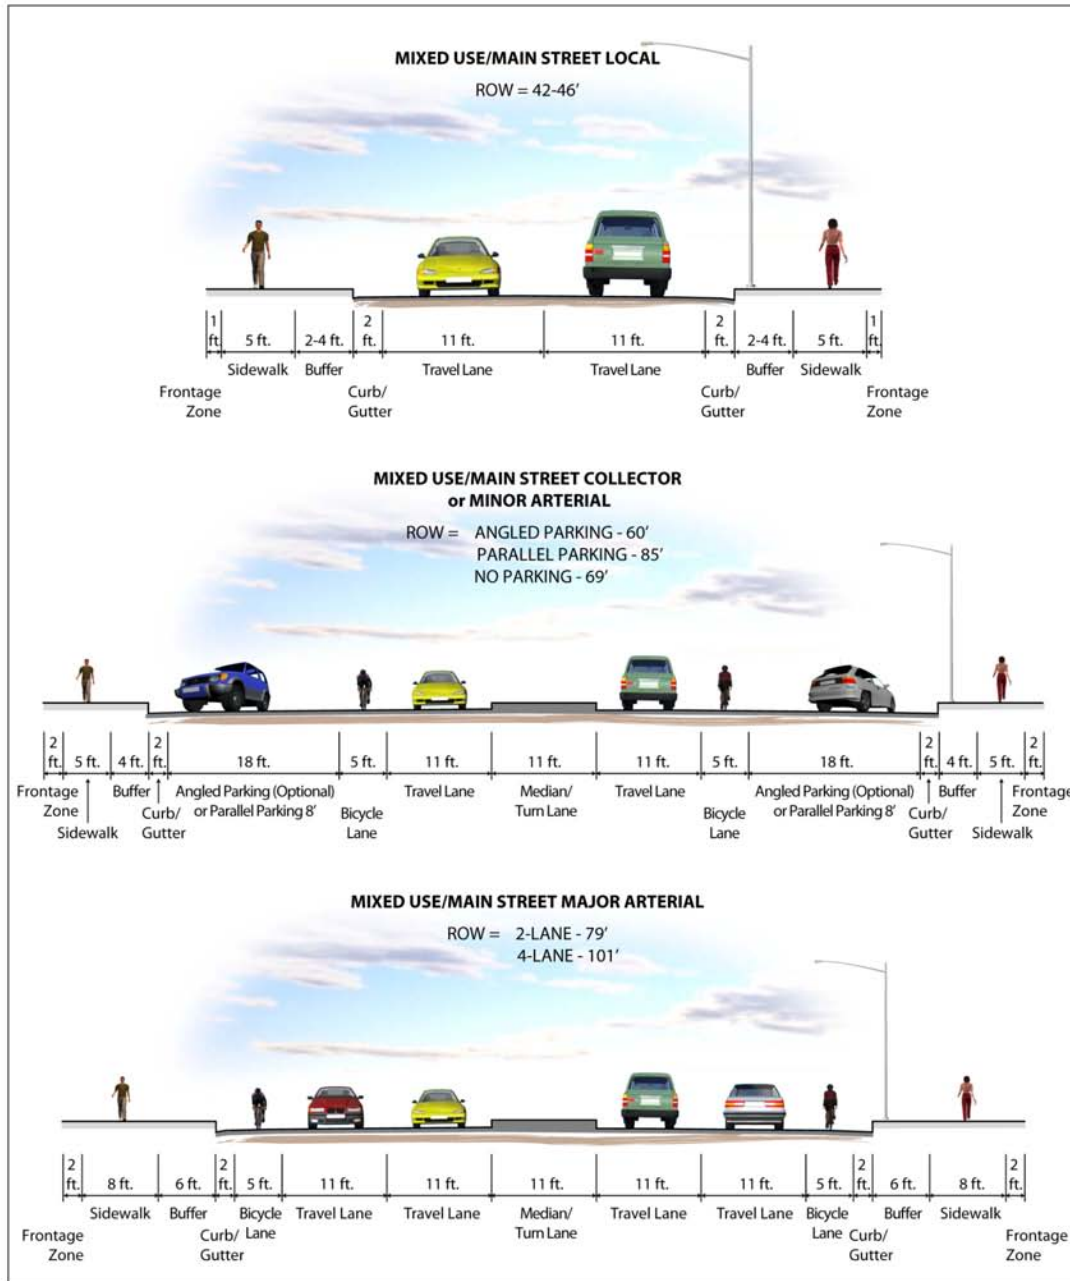 MIXED USE/MAIN STREET LOCAL
ROW = 42-46'
1 ft. 5 ft. 2-4 ft. 2 ft. 11 ft. 11 ft. 2 ft. 2-4 ft. 5 ft. 1 ft.
Sidewalk Buffer Travel Lane Travel Lane Buffer Sidewalk
Frontage Zone Curb/ Gutter Curb/ Gutter Frontage Zone
MIXED USE/MAIN STREET COLLECTOR
or MINOR ARTERIAL
ROW = ANGLED PARKING - 60'
PARALLEL PARKING - 85'
NO PARKING - 69'
2 ft. 5 ft. 4 ft. 2 ft. 18 ft. 5 ft. 11 ft. 11 ft. 11 ft. 5 ft. 18 ft. 2 ft. 4 ft. 5 ft. 2 ft.
Frontage Zone Buffer Angled Parking (Optional) or Parallel Parking 8' Travel Lane Median/ Turn Lane Travel Lane Angled Parking (Optional) or Parallel Parking 8' Buffer Frontage Zone
Sidewalk Curb/ Gutter Bicycle Lane Bicycle Lane Curb/ Gutter Sidewalk
MIXED USE/MAIN STREET MAJOR ARTERIAL
ROW = 2-LANE - 79'
4-LANE - 101'
2 ft. 8 ft. 6 ft. 2 ft. 5 ft. 11 ft. 11 ft. 11 ft. 11 ft. 11 ft. 5 ft. 2 ft. 6 ft. 8 ft. 2 ft.
Sidewalk Buffer Bicycle Lane Travel Lane Travel Lane Median/ Turn Lane Travel Lane Travel Lane Bicycle Lane Buffer Sidewalk
Frontage Zone Curb/ Gutter Curb/ Gutter Frontage Zone